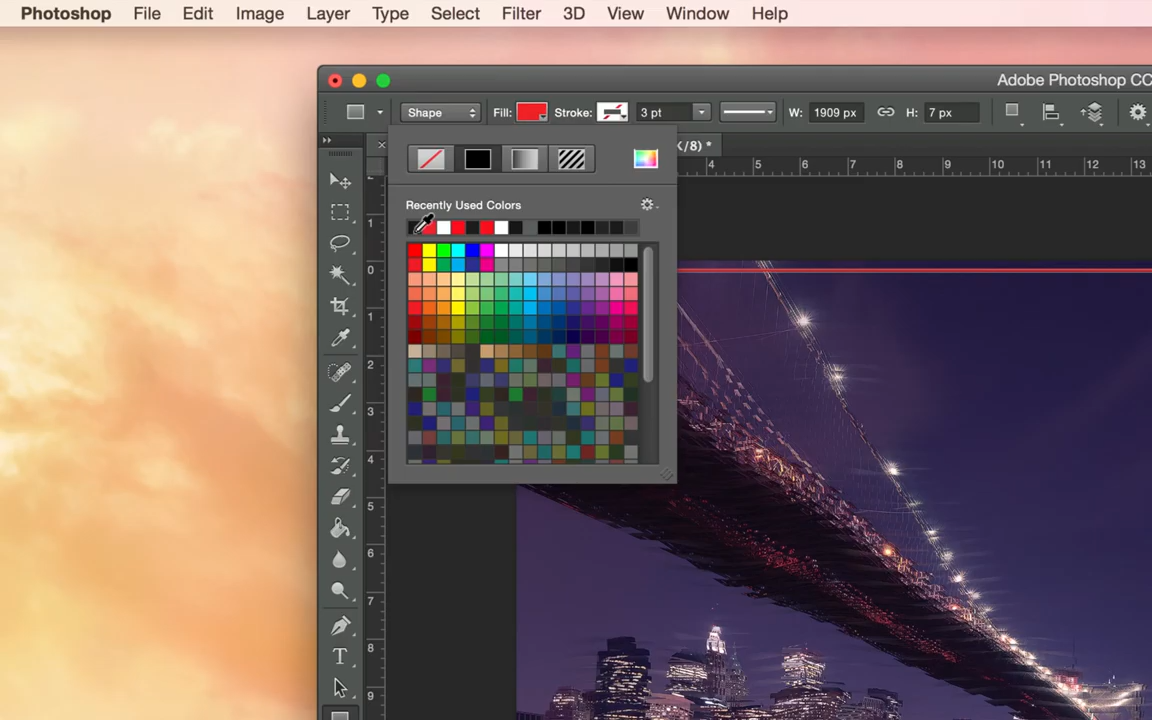 Photoshop File Edit Image Layer Type Select Filter 3D View Window Help
Adobe Photoshop CC
Shape Fill: Stroke: 3 pt W: 1909 px H: 7 px
K/8) *
4 5 6 7 8 9 10 11 12 13
Recently Used Colors
1
0
1
2
3
4
5
6
7
8
9